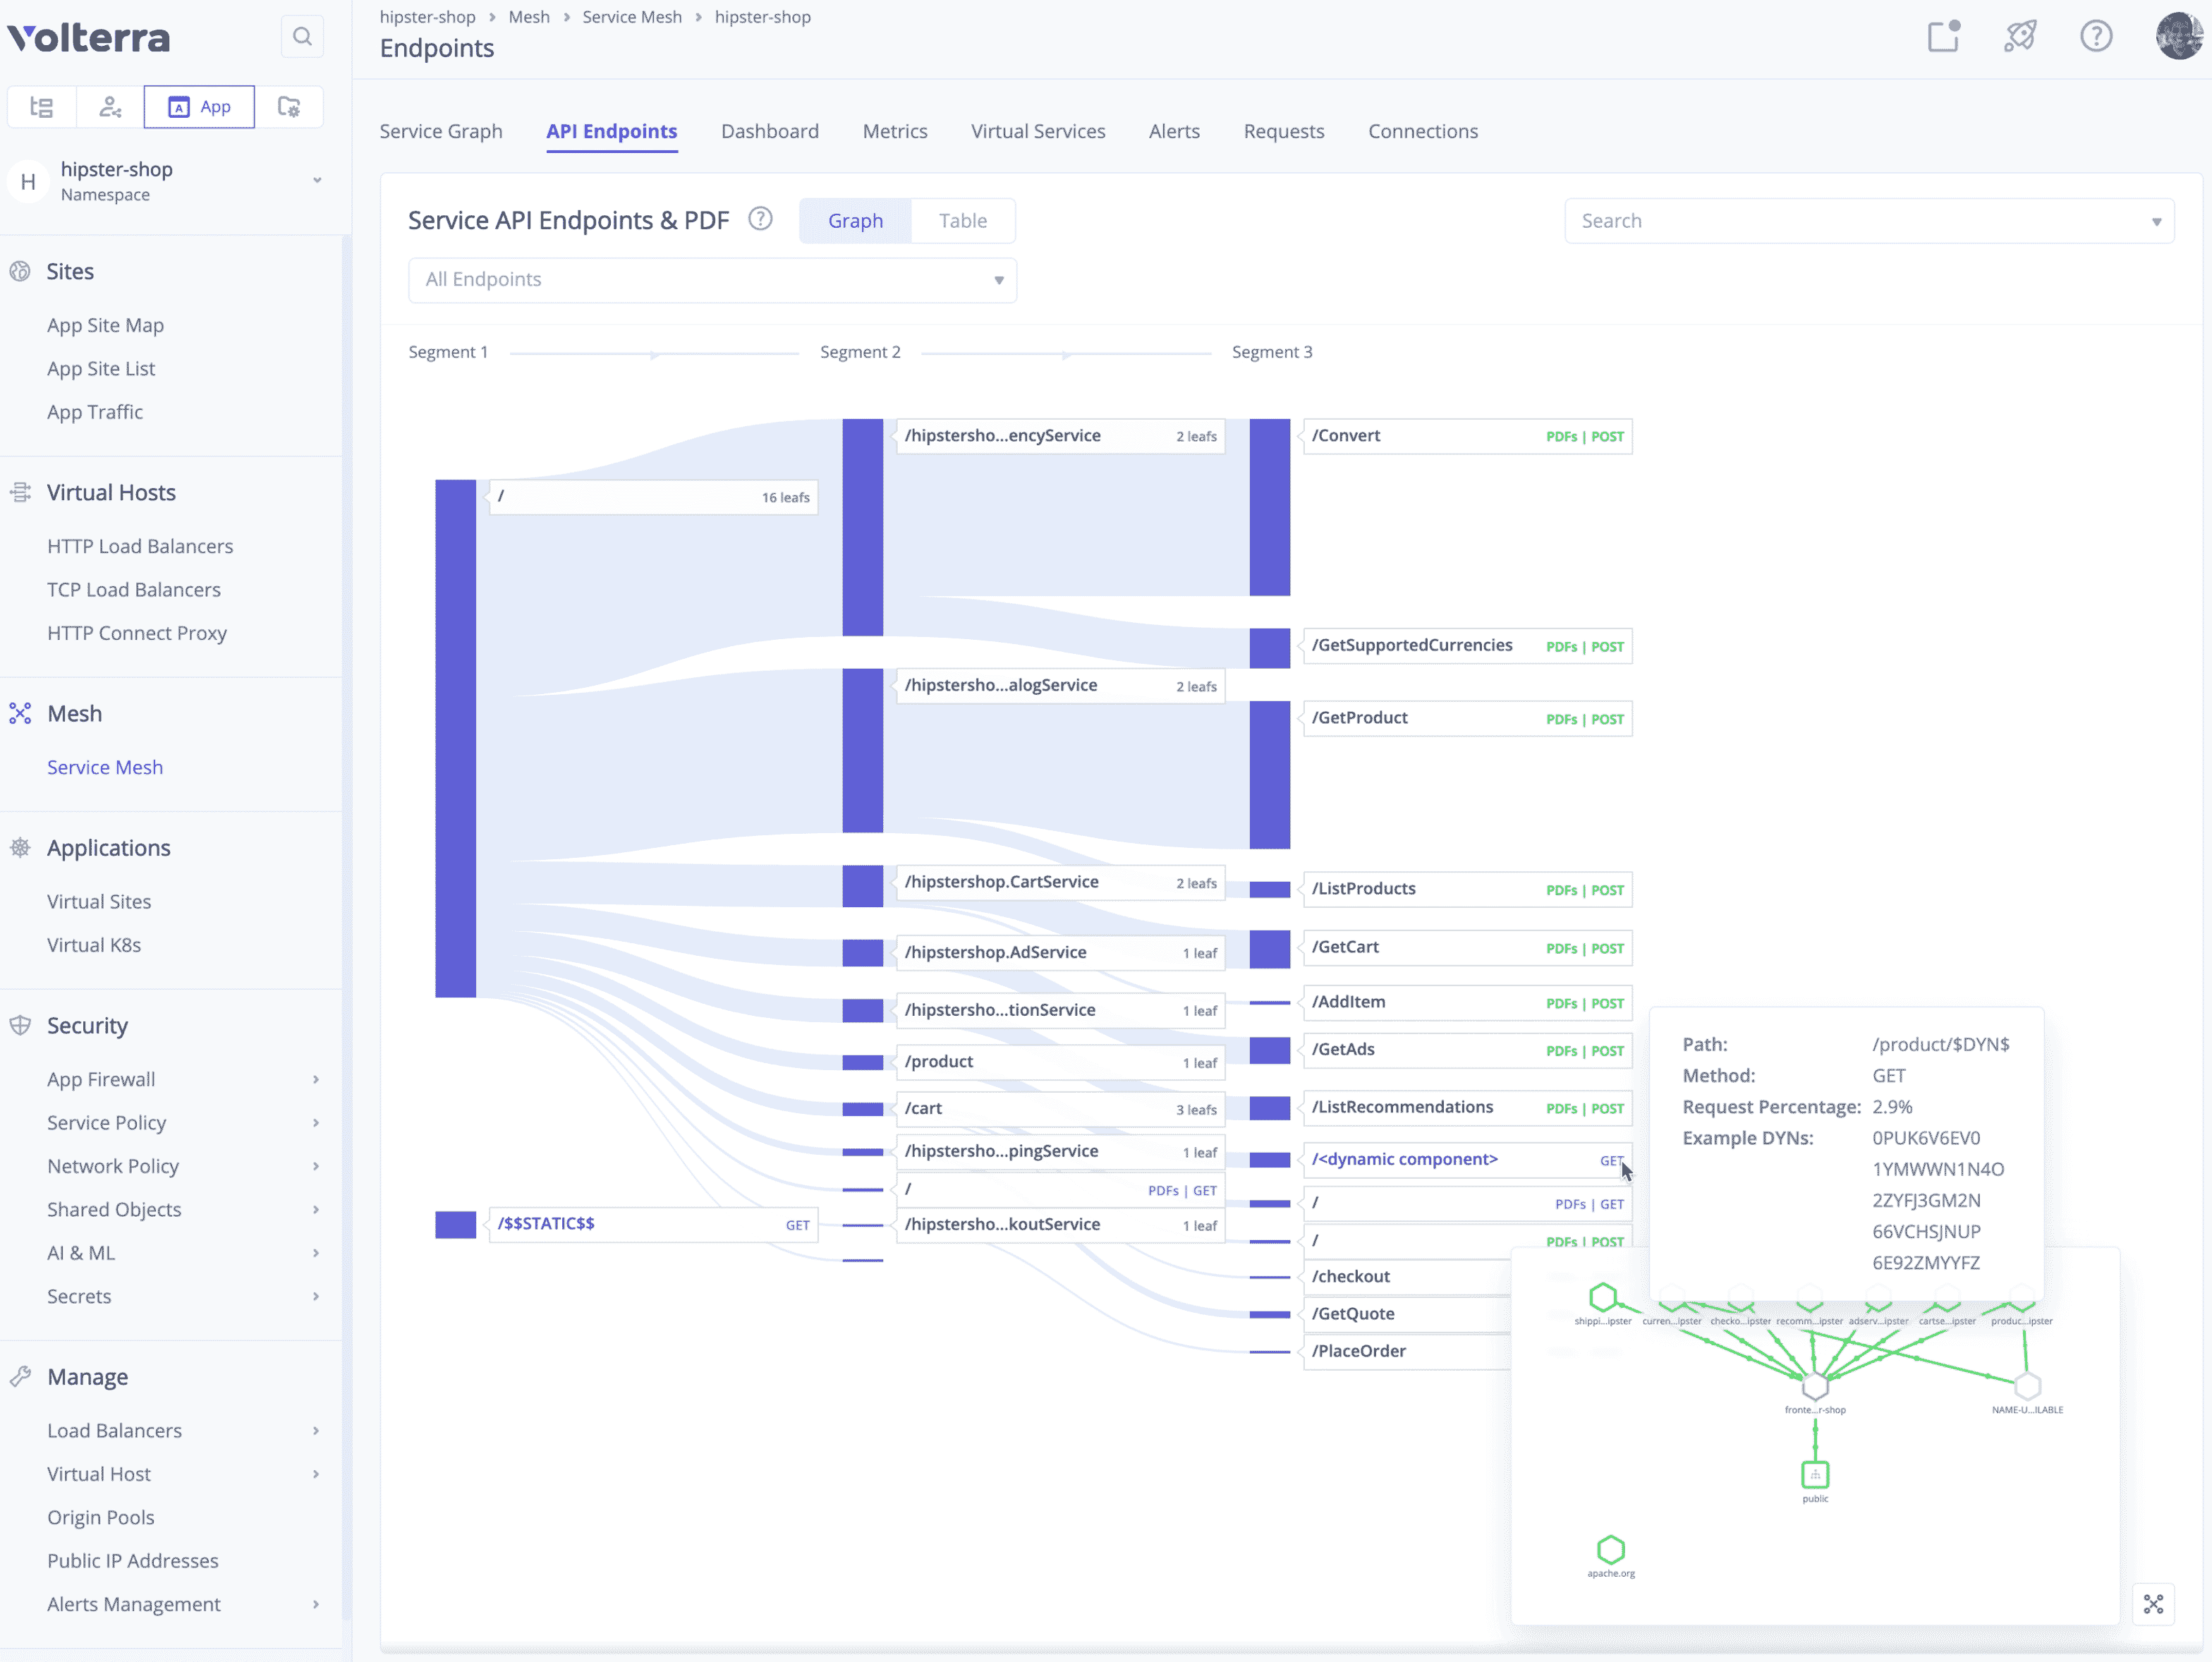 Volterra
App
H
hipster-shop
Namespace
Sites
App Site Map
App Site List
App Traffic
Virtual Hosts
HTTP Load Balancers
TCP Load Balancers
HTTP Connect Proxy
Mesh
Service Mesh
Applications
Virtual Sites
Virtual K8s
Security
App Firewall
Service Policy
Network Policy
Shared Objects
AI & ML
Secrets
Manage
Load Balancers
Virtual Host
Origin Pools
Public IP Addresses
Alerts Management
hipster-shop > Mesh > Service Mesh > hipster-shop
Endpoints
Service Graph API Endpoints Dashboard Metrics Virtual Services Alerts Requests Connections
Service API Endpoints & PDF ? Graph Table
Search
All Endpoints
Segment 1 Segment 2 Segment 3
/ 16 leafs
/$$STATIC$$ GET
/hipstersho...encyService 2 leafs
/hipstersho...alogService 2 leafs
/hipstershop.CartService 2 leafs
/hipstershop.AdService 1 leaf
/hipstersho...tionService 1 leaf
/product 1 leaf
/cart 3 leafs
/hipstersho...pingService 1 leaf
/ PDFs | GET
/hipstersho...koutService 1 leaf
/Convert PDFs | POST
/GetSupportedCurrencies PDFs | POST
/GetProduct PDFs | POST
/ListProducts PDFs | POST
/GetCart PDFs | POST
/AddItem PDFs | POST
/GetAds PDFs | POST
/ListRecommendations PDFs | POST
/<dynamic component> GET
/ PDFs | GET
/ PDFs | POST
/checkout
/GetQuote
/PlaceOrder
Path: /product/$DYN$
Method: GET
Request Percentage: 2.9%
Example DYNs: 0PUK6V6EV0
1YMWWN1N4O
2ZYFJ3GM2N
66VCHSJNUP
6E92ZMYYFZ
shippi...ipster curren...ipster checko...ipster recomm...ipster adserv...ipster cartse...ipster produc...ipster
fronte...r-shop
NAME-U...ILABLE
public
apache.org